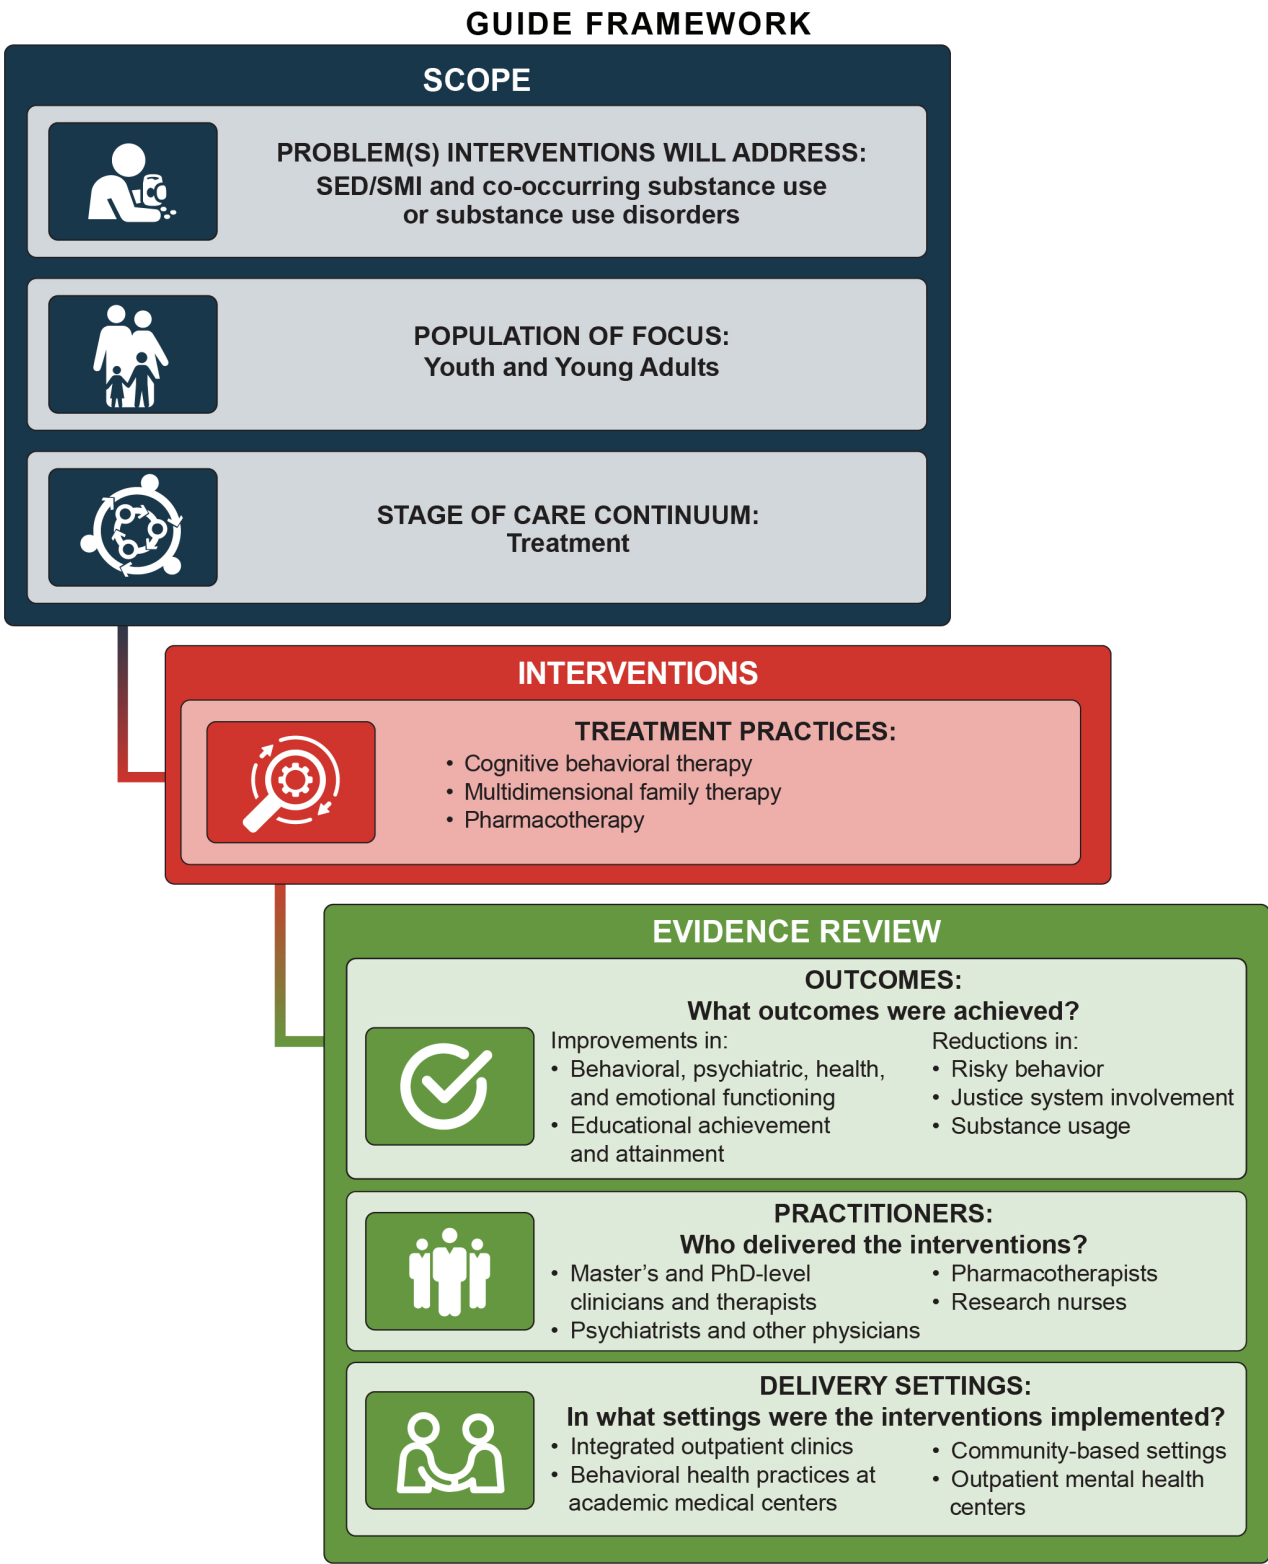 GUIDE FRAMEWORK
SCOPE
PROBLEM(S) INTERVENTIONS WILL ADDRESS:
SED/SMI and co-occurring substance use
or substance use disorders
POPULATION OF FOCUS:
Youth and Young Adults
STAGE OF CARE CONTINUUM:
Treatment
INTERVENTIONS
TREATMENT PRACTICES:
• Cognitive behavioral therapy
• Multidimensional family therapy
• Pharmacotherapy
EVIDENCE REVIEW
OUTCOMES:
What outcomes were achieved?
Improvements in:
• Behavioral, psychiatric, health,
and emotional functioning
• Educational achievement
and attainment
Reductions in:
• Risky behavior
• Justice system involvement
• Substance usage
PRACTITIONERS:
Who delivered the interventions?
• Master’s and PhD-level
clinicians and therapists
• Psychiatrists and other physicians
• Pharmacotherapists
• Research nurses
DELIVERY SETTINGS:
In what settings were the interventions implemented?
• Integrated outpatient clinics
• Behavioral health practices at
academic medical centers
• Community-based settings
• Outpatient mental health
centers